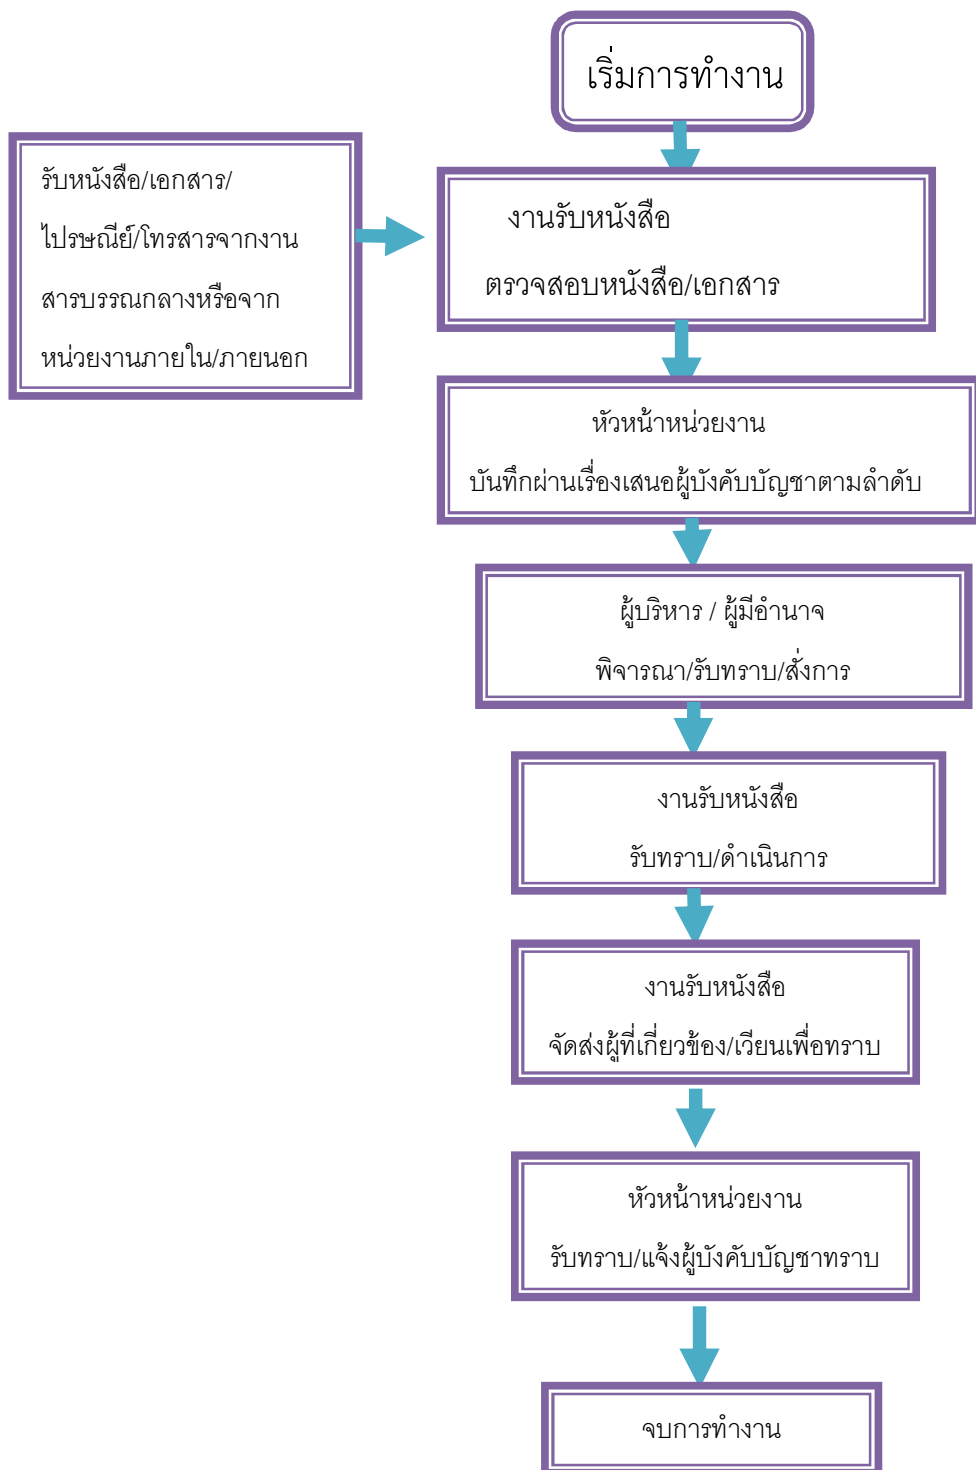 เริ่มการทำงาน
รับหนังสือ/เอกสาร/
ไปรษณีย์/โทรสารจากงาน
สารบรรณกลางหรือจาก
หน่วยงานภายใน/ภายนอก
งานรับหนังสือ
ตรวจสอบหนังสือ/เอกสาร
หัวหน้าหน่วยงาน
บันทึกผ่านเรื่องเสนอผู้บังคับบัญชาตามลำดับ
ผู้บริหาร / ผู้มีอำนาจ
พิจารณา/รับทราบ/สั่งการ
งานรับหนังสือ
รับทราบ/ดำเนินการ
งานรับหนังสือ
จัดส่งผู้ที่เกี่ยวข้อง/เวียนเพื่อทราบ
หัวหน้าหน่วยงาน
รับทราบ/แจ้งผู้บังคับบัญชาทราบ
จบการทำงาน